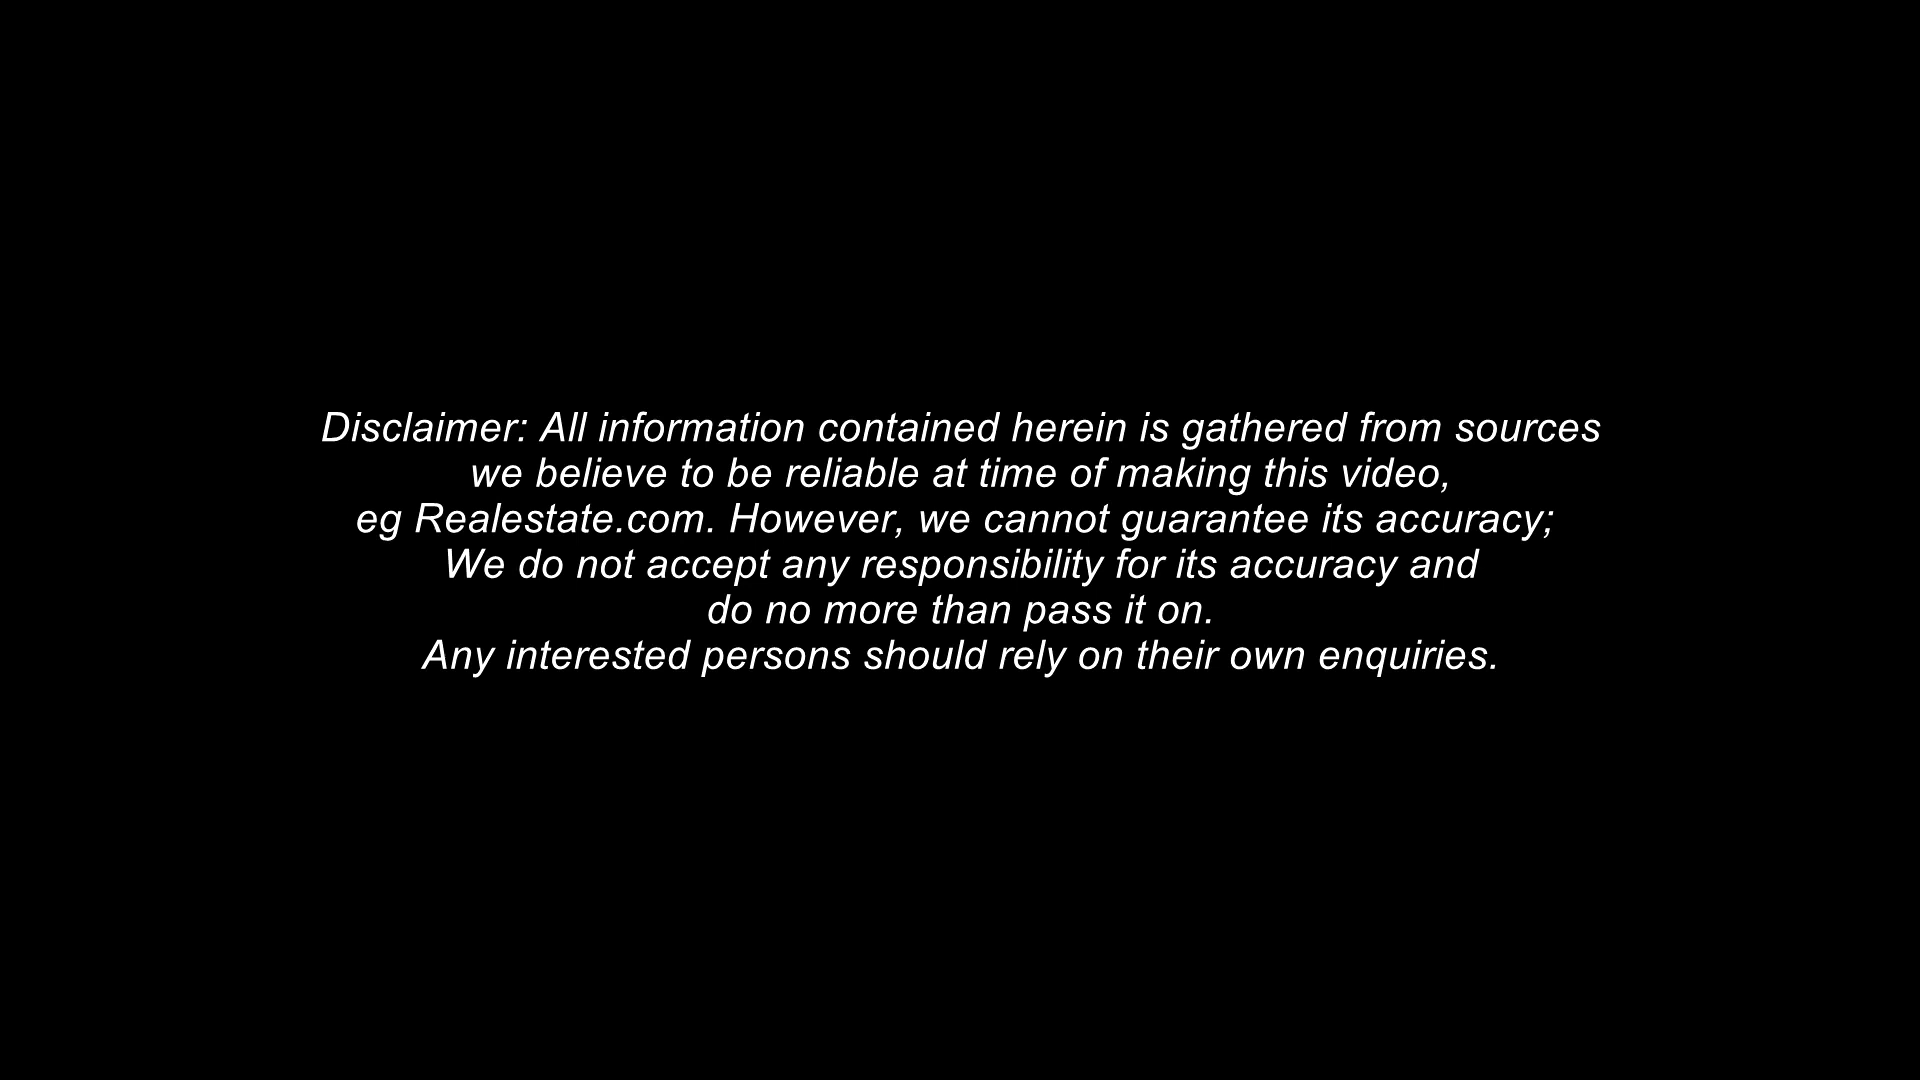 Disclaimer: All information contained herein is gathered from sources
we believe to be reliable at time of making this video,
eg Realestate.com. However, we cannot guarantee its accuracy;
We do not accept any responsibility for its accuracy and
do no more than pass it on.
Any interested persons should rely on their own enquiries.